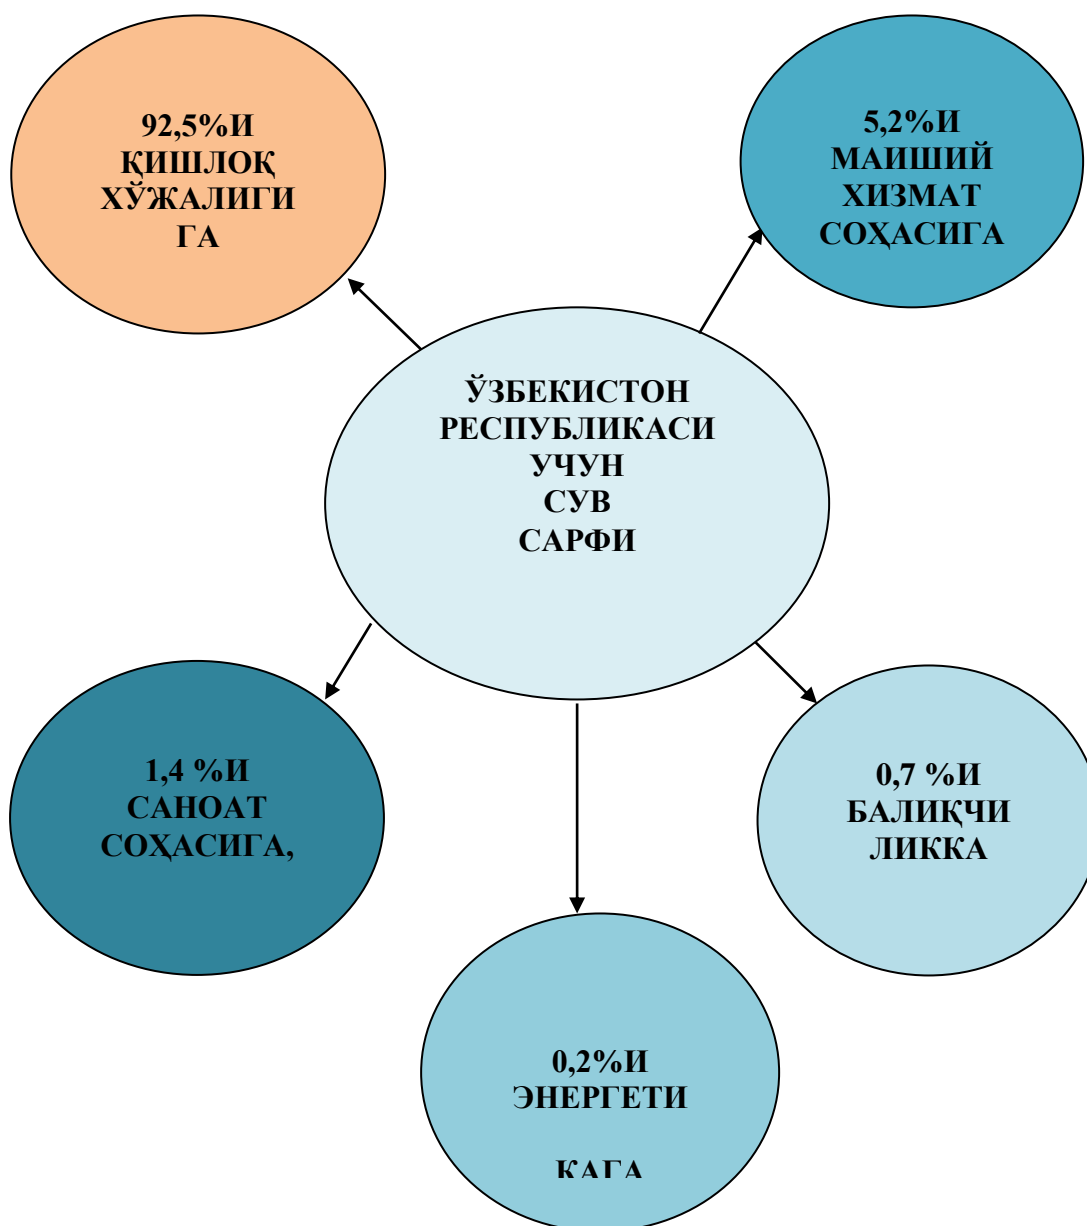 92,5%И
ҚИШЛОҚ
ХЎЖАЛИГИ
ГА
5,2%И
МАИШИЙ
ХИЗМАТ
СОҲАСИГА
ЎЗБЕКИСТОН
РЕСПУБЛИКАСИ
УЧУН
СУВ
САРФИ
1,4 %И
САНОАТ
СОҲАСИГА,
0,7 %И
БАЛИҚЧИ
ЛИККА
0,2%И
ЭНЕРГЕТИ
КАГА